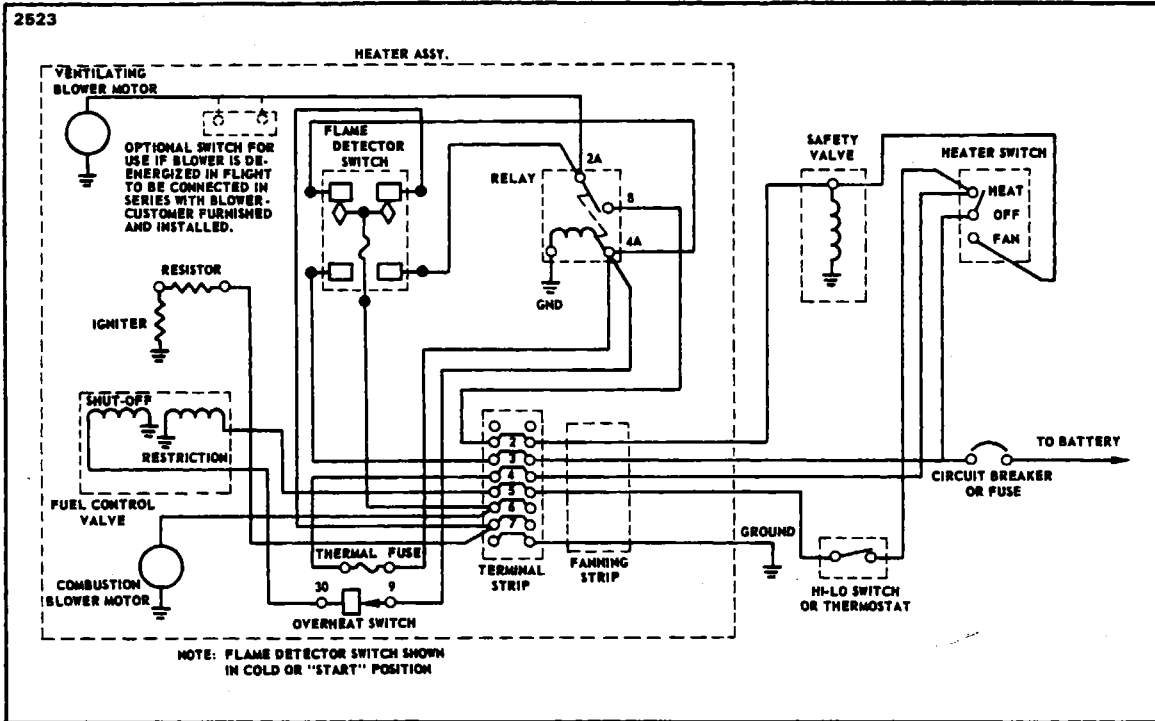 2523
HEATER ASSY.
VENTILATING
BLOWER MOTOR
OPTIONAL SWITCH FOR
USE IF BLOWER IS DE-
ENERGIZED IN FLIGHT
TO BE CONNECTED IN
SERIES WITH BLOWER-
CUSTOMER FURNISHED
AND INSTALLED.
FLAME
DETECTOR
SWITCH
RELAY
2A
8
4A
GND
SAFETY
VALVE
HEATER SWITCH
HEAT
OFF
FAN
RESISTOR
IGNITER
SHUT-OFF
RESTRICTION
FUEL CONTROL
VALVE
2
3
4
5
6
7
TERMINAL
STRIP
FANNING
STRIP
GROUND
TO BATTERY
CIRCUIT BREAKER
OR FUSE
HI-LO SWITCH
OR THERMOSTAT
COMBUSTION
BLOWER MOTOR
THERMAL FUSE
30
9
OVERHEAT SWITCH
NOTE: FLAME DETECTOR SWITCH SHOWN
IN COLD OR "START" POSITION